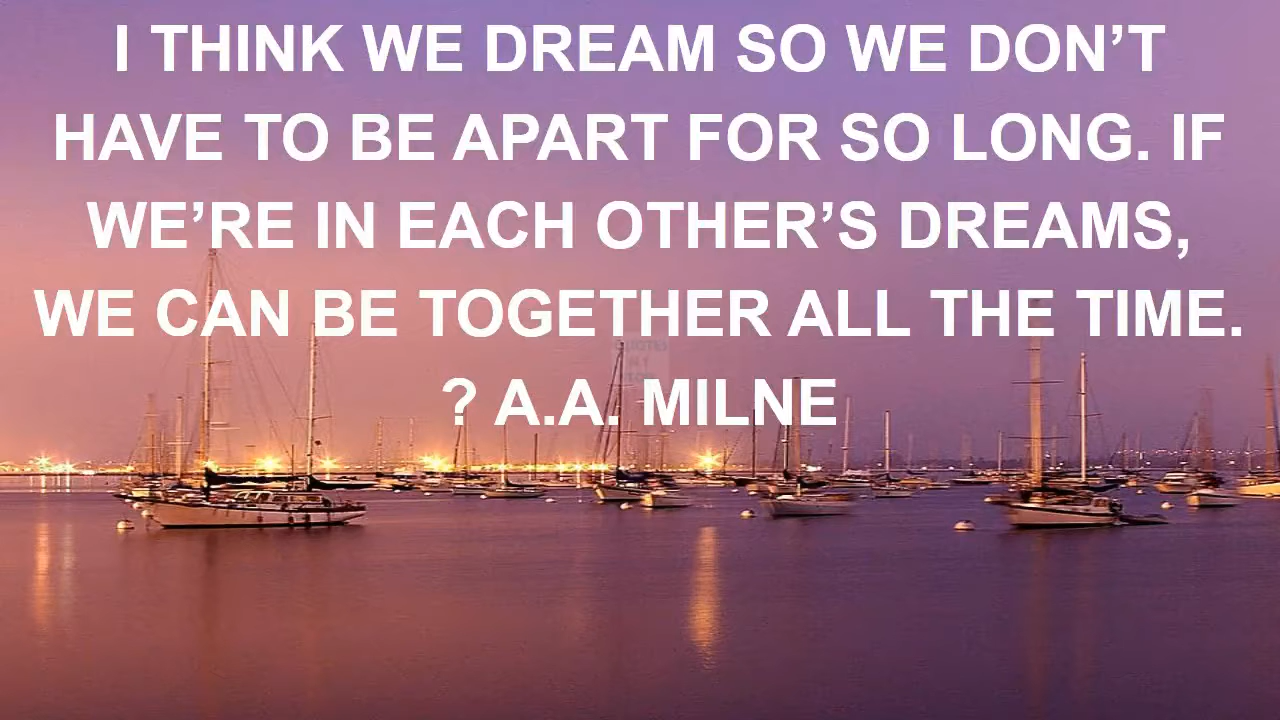 I THINK WE DREAM SO WE DON’T
HAVE TO BE APART FOR SO LONG. IF
WE’RE IN EACH OTHER’S DREAMS,
WE CAN BE TOGETHER ALL THE TIME.
QUOTES
? A.A. MILNE